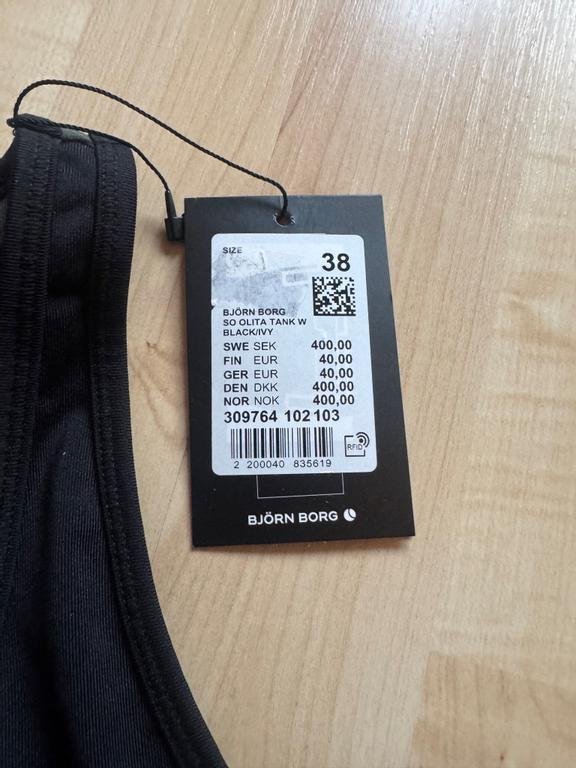 SIZE
38
BJÖRN BORG
SO OLITA TANK W
BLACK/IVY
SWE SEK 400,00
FIN EUR 40,00
GER EUR 40,00
DEN DKK 400,00
NOR NOK 400,00
309764 102103
RFID
2 200040 835619
BJÖRN BORG